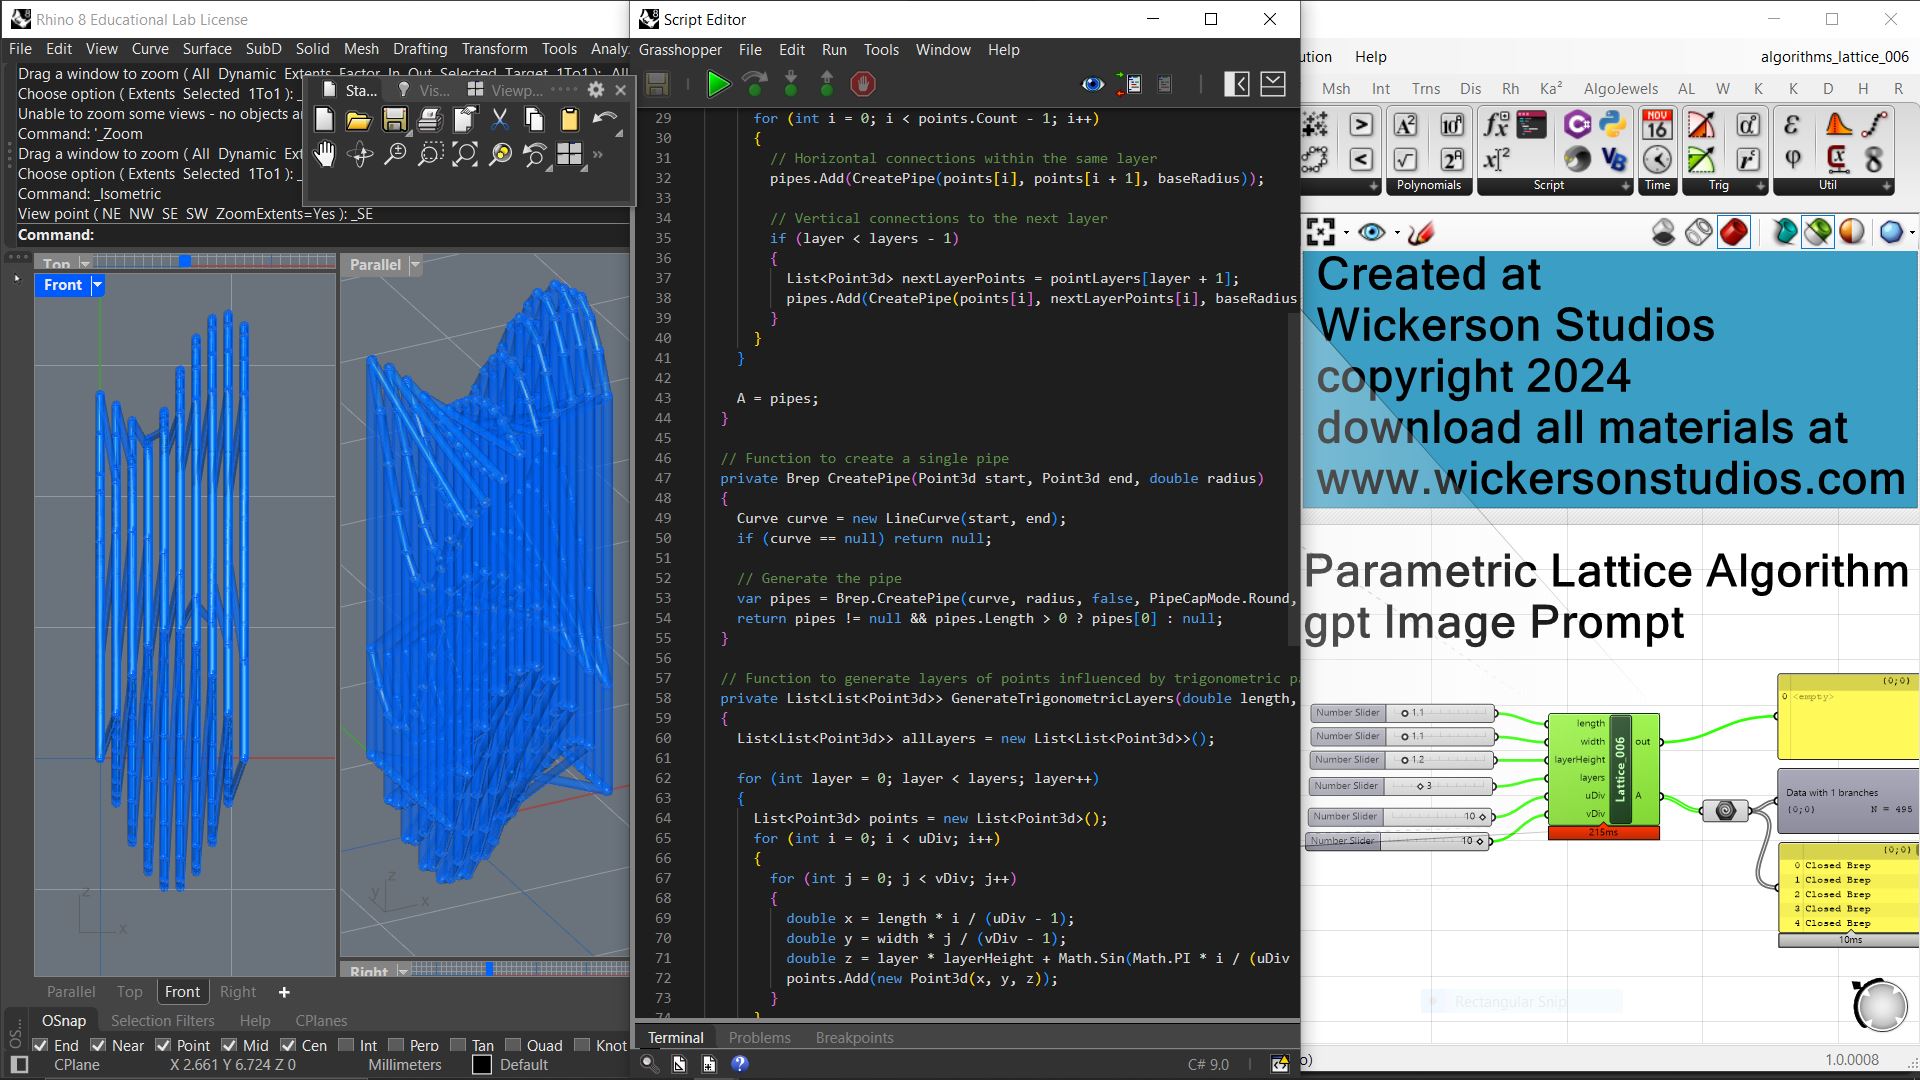 Rhino 8 Educational Lab License
File Edit View Curve Surface SubD Solid Mesh Drafting Transform Tools Analy
Drag a window to zoom ( All Dynamic Extents Factor In Out Selected Target 1To1 ): _All
Choose option ( Extents Selected 1To1 ): _
Unable to zoom some views - no objects a
Command: '_Zoom
Drag a window to zoom ( All Dynamic Ext
Choose option ( Extents Selected 1To1 ): _
Command: _Isometric
View point ( NE NW SE SW ZoomExtents=Yes ): _SE
Command:
Sta... Vis... Viewp...
Top
Front
Parallel
Right
z
x
z
y
x
Parallel Top Front Right +
OSnap Selection Filters Help CPlanes
OS...
End Near Point Mid Cen Int Perp Tan Quad Knot
CPlane X 2.661 Y 6.724 Z 0 Millimeters Default
Script Editor
Grasshopper File Edit Run Tools Window Help
29 for (int i = 0; i < points.Count - 1; i++)
30 {
31 // Horizontal connections within the same layer
32 pipes.Add(CreatePipe(points[i], points[i + 1], baseRadius));
33
34 // Vertical connections to the next layer
35 if (layer < layers - 1)
36 {
37 List<Point3d> nextLayerPoints = pointLayers[layer + 1];
38 pipes.Add(CreatePipe(points[i], nextLayerPoints[i], baseRadius
39 }
40 }
41 }
42
43 A = pipes;
44 }
45
46 // Function to create a single pipe
47 private Brep CreatePipe(Point3d start, Point3d end, double radius)
48 {
49 Curve curve = new LineCurve(start, end);
50 if (curve == null) return null;
51
52 // Generate the pipe
53 var pipes = Brep.CreatePipe(curve, radius, false, PipeCapMode.Round,
54 return pipes != null && pipes.Length > 0 ? pipes[0] : null;
55 }
56
57 // Function to generate layers of points influenced by trigonometric pa
58 private List<List<Point3d>> GenerateTrigonometricLayers(double length,
59 {
60 List<List<Point3d>> allLayers = new List<List<Point3d>>();
61
62 for (int layer = 0; layer < layers; layer++)
63 {
64 List<Point3d> points = new List<Point3d>();
65 for (int i = 0; i < uDiv; i++)
66 {
67 for (int j = 0; j < vDiv; j++)
68 {
69 double x = length * i / (uDiv - 1);
70 double y = width * j / (vDiv - 1);
71 double z = layer * layerHeight + Math.Sin(Math.PI * i / (uDiv
72 points.Add(new Point3d(x, y, z));
73 }
74 }
Terminal Problems Breakpoints
C# 9.0
ution Help algorithms_lattice_006
Msh Int Trns Dis Rh Ka² AlgoJewels AL W K K D H R
Polynomials Script Time Trig Util
NOV 16
Created at
Wickerson Studios
copyright 2024
download all materials at
www.wickersonstudios.com
Parametric Lattice Algorithm
gpt Image Prompt
Number Slider 1.1
Number Slider 1.1
Number Slider 1.2
Number Slider 3
Number Slider 10
Number Slider 10
length
width
layerHeight
layers
uDiv
vDiv
Lattice_006
out
A
215ms
{0;0}
0 <empty>
Data with 1 branches
{0;0} N = 495
{0;0}
0 Closed Brep
1 Closed Brep
2 Closed Brep
3 Closed Brep
4 Closed Brep
10ms
Rectangular Snip
o) 1.0.0008